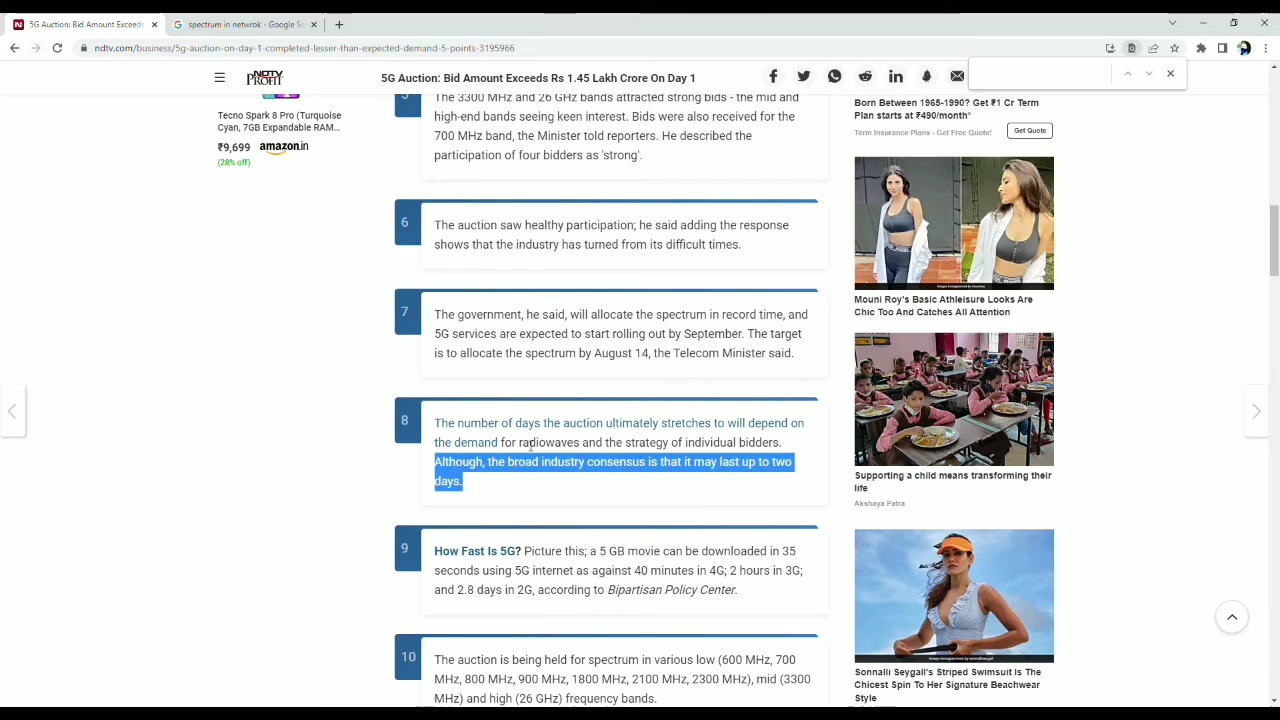 5G Auction: Bid Amount Exceeds
spectrum in netwrok - Google Se
ndtv.com/business/5g-auction-on-day-1-completed-lesser-than-expected-demand-5-points-3195966
NDTV
PROFIT
5G Auction: Bid Amount Exceeds Rs 1.45 Lakh Crore On Day 1
Tecno Spark 8 Pro (Turquoise
Cyan, 7GB Expandable RAM...
₹9,699 amazon.in
(28% off)
5
The 3300 MHz and 26 GHz bands attracted strong bids - the mid and
high-end bands seeing keen interest. Bids were also received for the
700 MHz band, the Minister told reporters. He described the
participation of four bidders as 'strong'.
6
The auction saw healthy participation; he said adding the response
shows that the industry has turned from its difficult times.
7
The government, he said, will allocate the spectrum in record time, and
5G services are expected to start rolling out by September. The target
is to allocate the spectrum by August 14, the Telecom Minister said.
8
The number of days the auction ultimately stretches to will depend on
the demand for radiowaves and the strategy of individual bidders.
Although, the broad industry consensus is that it may last up to two
days.
9
How Fast Is 5G? Picture this; a 5 GB movie can be downloaded in 35
seconds using 5G internet as against 40 minutes in 4G; 2 hours in 3G;
and 2.8 days in 2G, according to Bipartisan Policy Center.
10
The auction is being held for spectrum in various low (600 MHz, 700
MHz, 800 MHz, 900 MHz, 1800 MHz, 2100 MHz, 2300 MHz), mid (3300
MHz) and high (26 GHz) frequency bands.
Born Between 1965-1990? Get ₹1 Cr Term
Plan starts at ₹490/month*
Term Insurance Plans - Get Free Quote!
Get Quote
Mouni Roy's Basic Athleisure Looks Are
Chic Too And Catches All Attention
Supporting a child means transforming their
life
Akshaya Patra
Sonnalli Seygall's Striped Swimsuit Is The
Chicest Spin To Her Signature Beachwear
Style